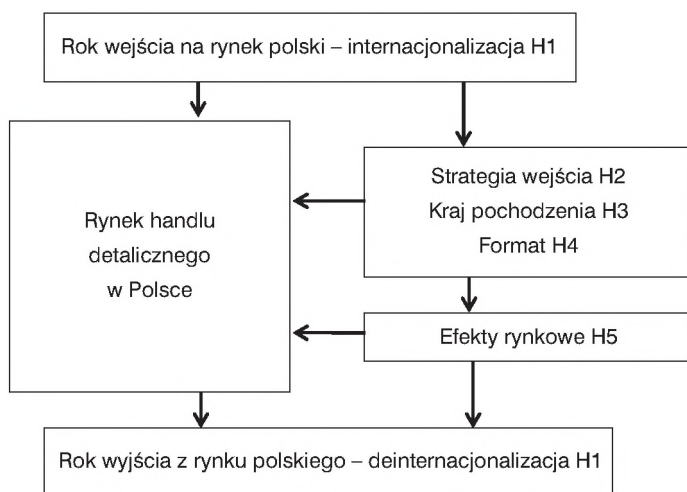 Rok wejścia na rynek polski – internacjonalizacja H1
Rynek handlu
detalicznego
w Polsce
Strategia wejścia H2
Kraj pochodzenia H3
Format H4
Efekty rynkowe H5
Rok wyjścia z rynku polskiego – deinternacjonalizacja H1